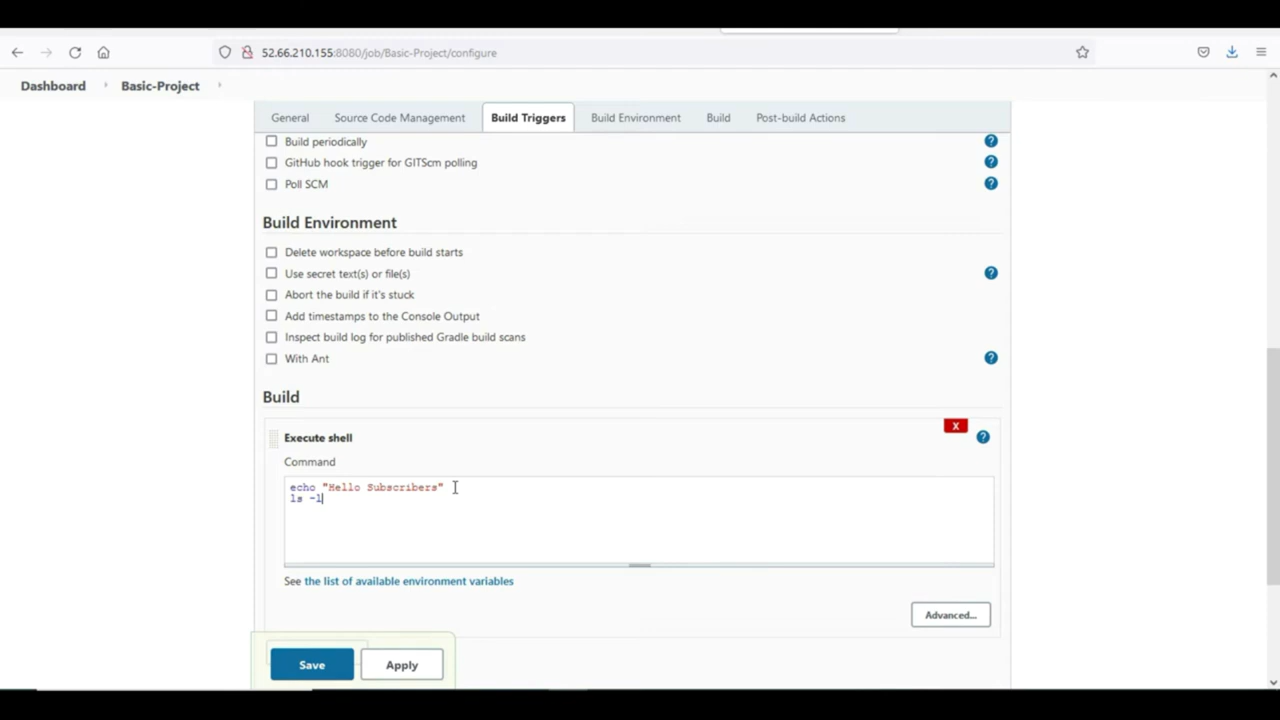 52.66.210.155:8080/job/Basic-Project/configure
Dashboard Basic-Project
General Source Code Management Build Triggers Build Environment Build Post-build Actions
Build periodically ?
GitHub hook trigger for GITScm polling ?
Poll SCM ?
Build Environment
Delete workspace before build starts
Use secret text(s) or file(s) ?
Abort the build if it's stuck
Add timestamps to the Console Output
Inspect build log for published Gradle build scans
With Ant ?
Build
X
Execute shell ?
Command
echo "Hello Subscribers"
ls -l
See the list of available environment variables
Advanced...
Save Apply